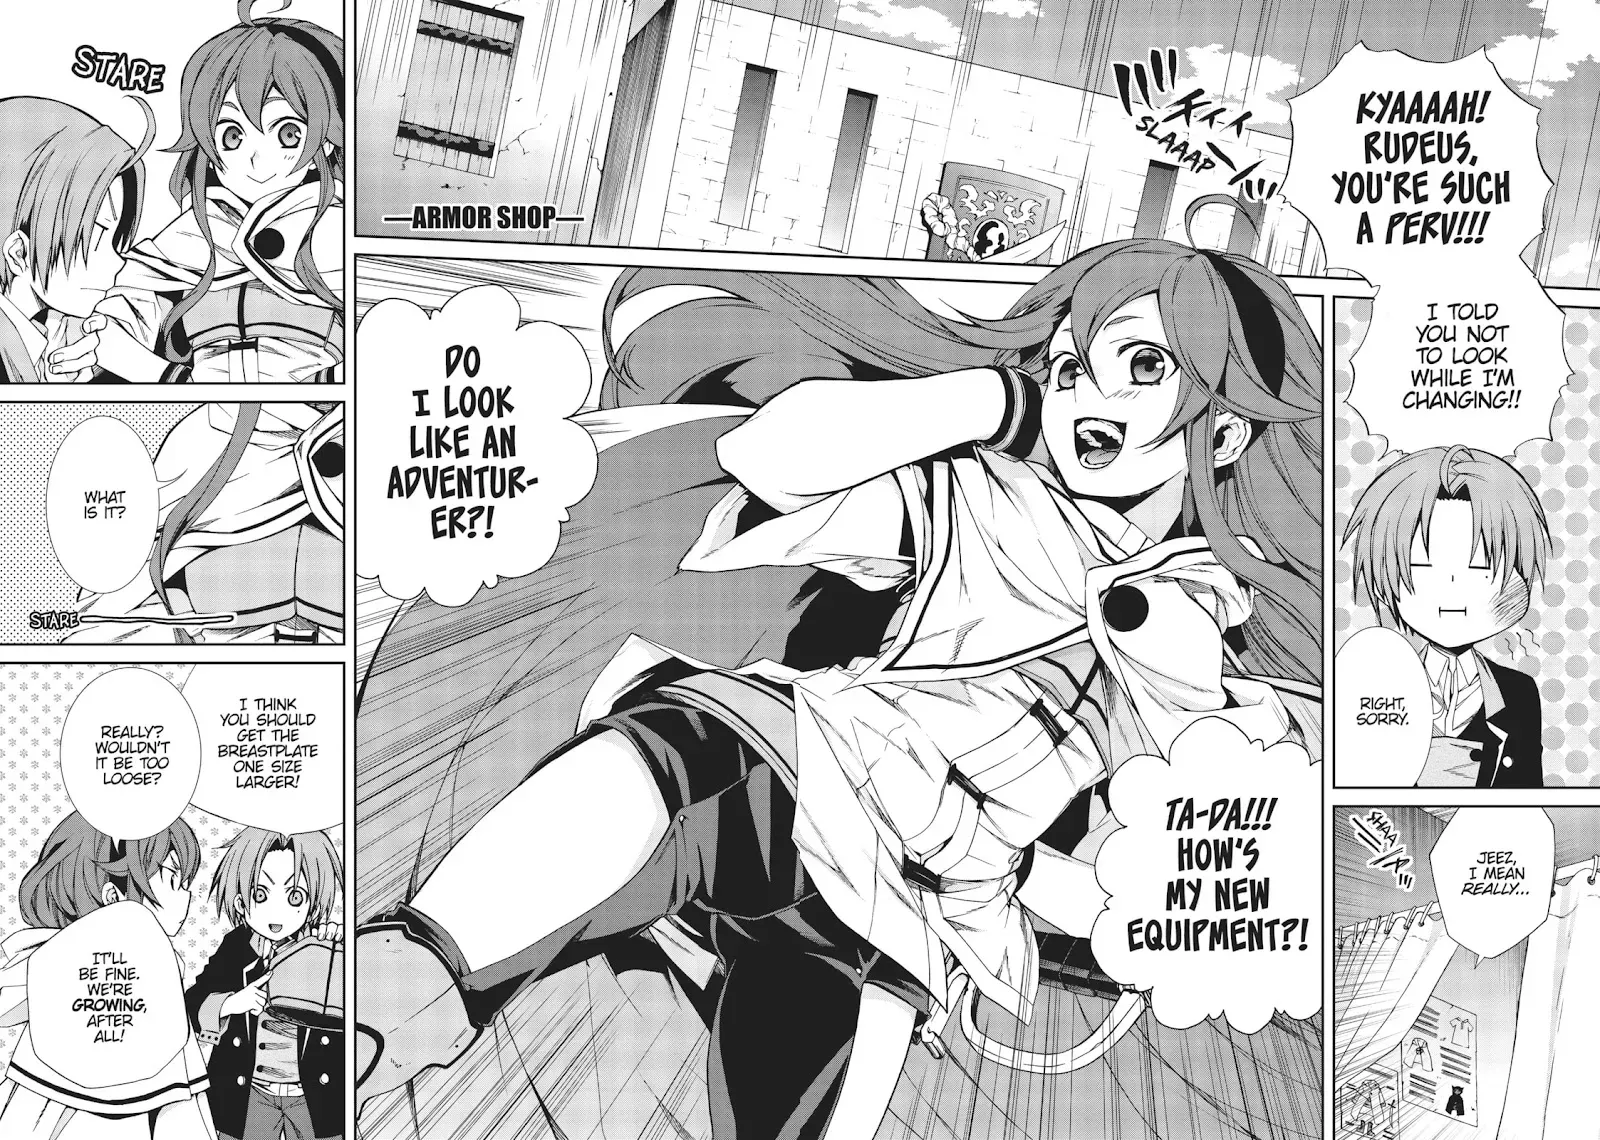 KYAAAAH!
RUDEUS,
YOU'RE SUCH
A PERV!!!
I TOLD
YOU NOT
TO LOOK
WHILE I'M
CHANGING!!
SLAAAP
—ARMOR SHOP—
RIGHT,
SORRY.
JEEZ,
I MEAN
REALLY...
SHAA
TA-DA!!!
HOW'S
MY NEW
EQUIPMENT?!
DO
I LOOK
LIKE AN
ADVENTUR-
ER?!
STARE
WHAT
IS IT?
STARE
I THINK
YOU SHOULD
GET THE
BREASTPLATE
ONE SIZE
LARGER!
REALLY?
WOULDN'T
IT BE TOO
LOOSE?
IT'LL
BE FINE.
WE'RE
GROWING,
AFTER
ALL!